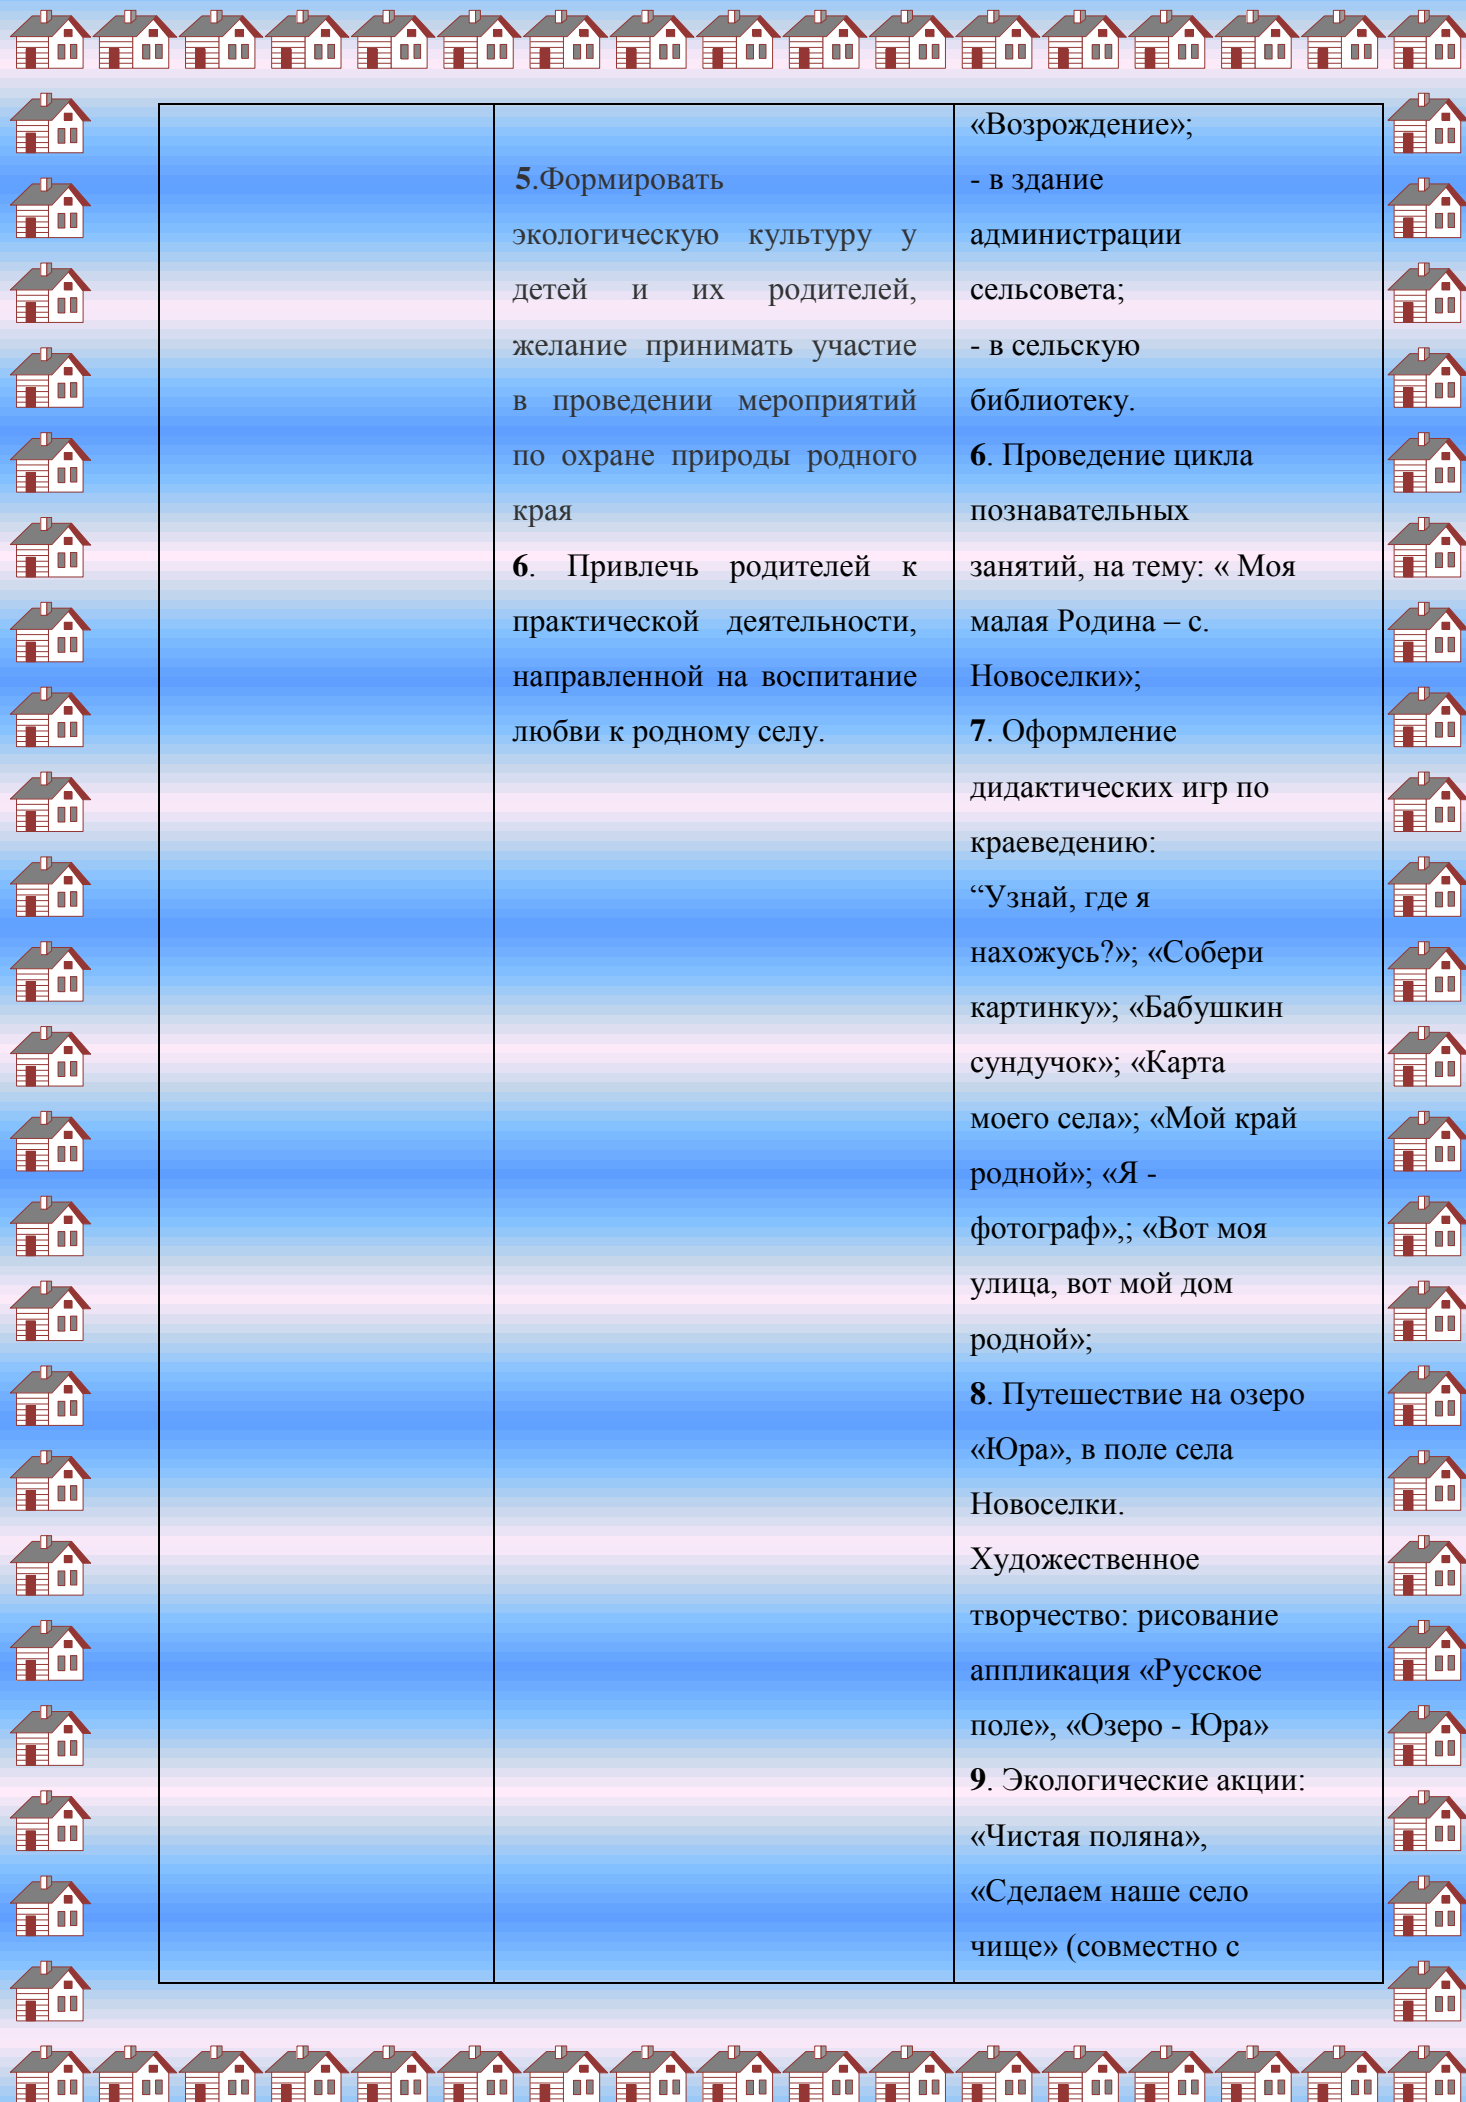 5.Формировать
экологическую культуру у
детей и их родителей,
желание принимать участие
в проведении мероприятий
по охране природы родного
края
6. Привлечь родителей к
практической деятельности,
направленной на воспитание
любви к родному селу.
«Возрождение»;
- в здание
администрации
сельсовета;
- в сельскую
библиотеку.
6. Проведение цикла
познавательных
занятий, на тему: « Моя
малая Родина – с.
Новоселки»;
7. Оформление
дидактических игр по
краеведению:
“Узнай, где я
нахожусь?»; «Собери
картинку»; «Бабушкин
сундучок»; «Карта
моего села»; «Мой край
родной»; «Я -
фотограф»,; «Вот моя
улица, вот мой дом
родной»;
8. Путешествие на озеро
«Юра», в поле села
Новоселки.
Художественное
творчество: рисование
аппликация «Русское
поле», «Озеро - Юра»
9. Экологические акции:
«Чистая поляна»,
«Сделаем наше село
чище» (совместно с